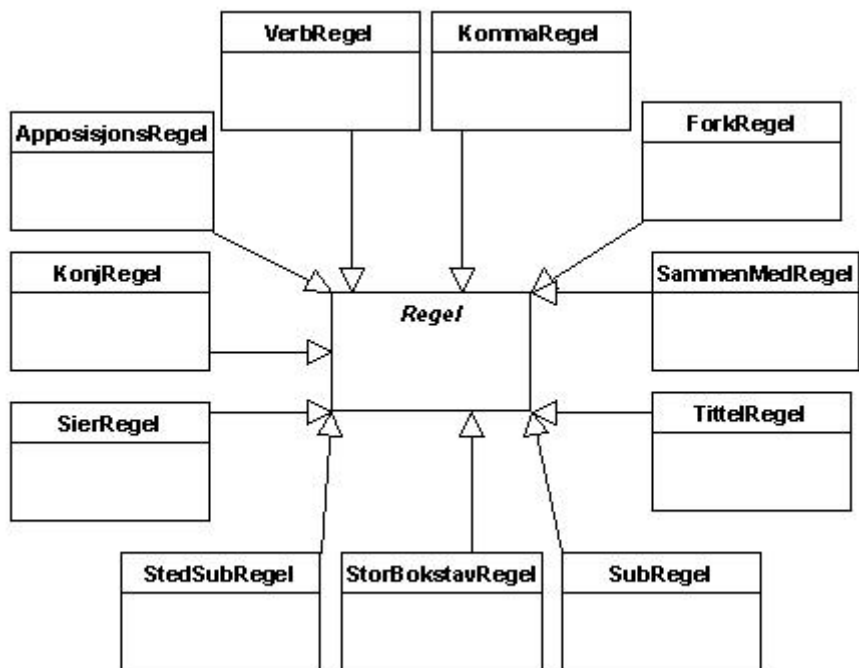 VerbRegel
KommaRegel
ApposisjonsRegel
ForkRegel
KonjRegel
SammenMedRegel
Regel
SierRegel
TittelRegel
StedSubRegel
StorBokstavRegel
SubRegel